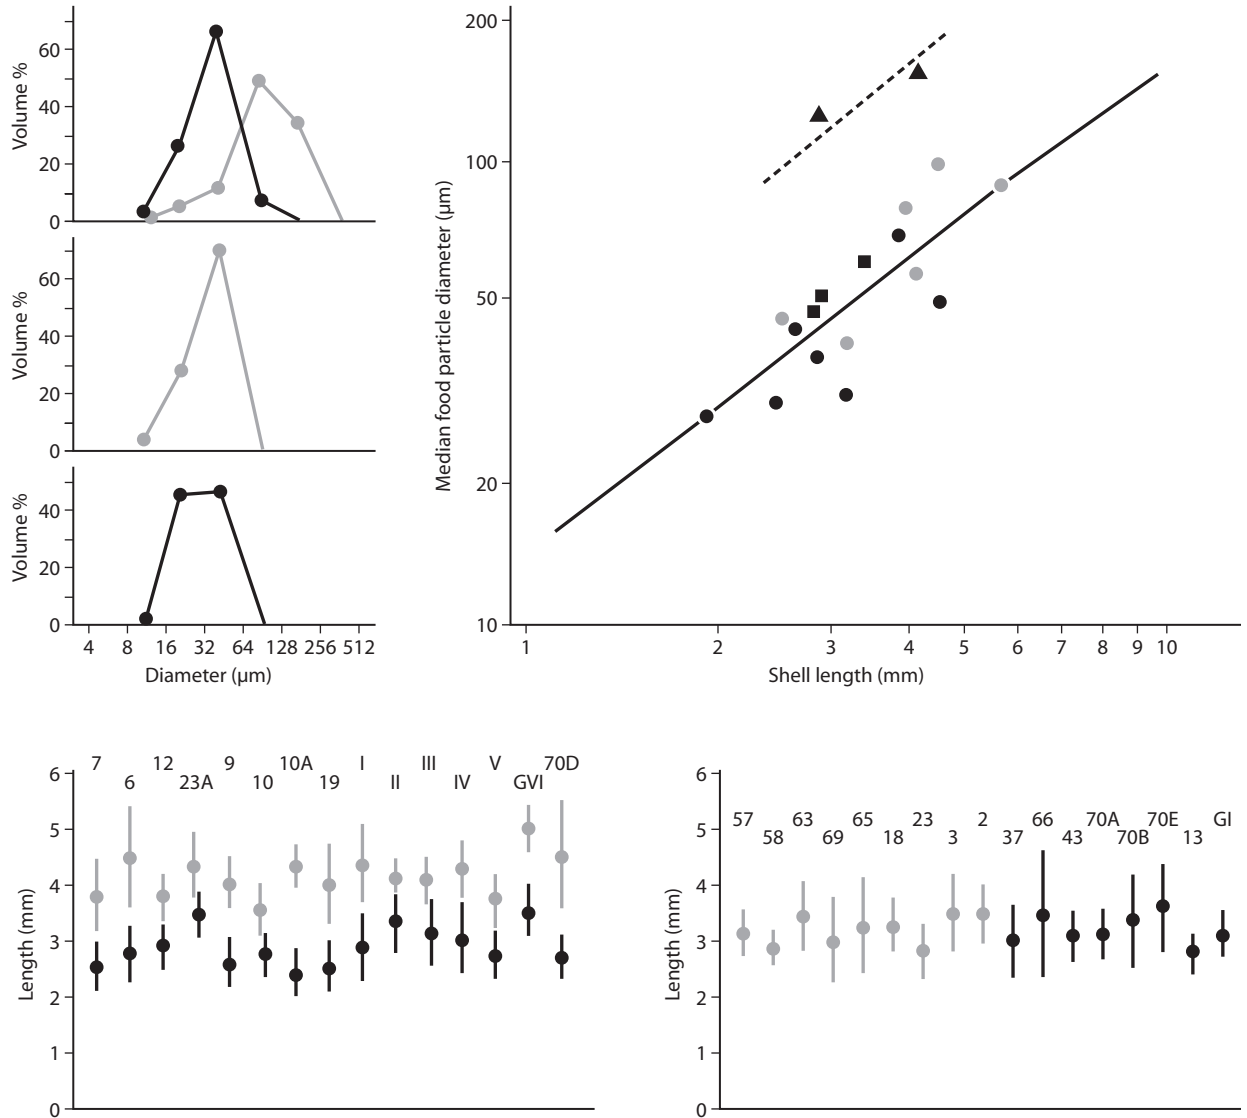 Volume %
60
40
20
0
Volume %
60
40
20
0
Volume %
40
20
0
4 8 16 32 64 128 256 512
Diameter (µm)
Median food particle diameter (µm)
200
100
50
20
10
1 2 3 4 5 6 7 8 9 10
Shell length (mm)
Length (mm)
6
5
4
3
2
1
0
7 12 9 10A I III V 70D
6 23A 10 19 II IV GVI
Length (mm)
6
5
4
3
2
1
0
57 63 65 23 2 66 70A 70E GI
58 69 18 3 37 43 70B 13